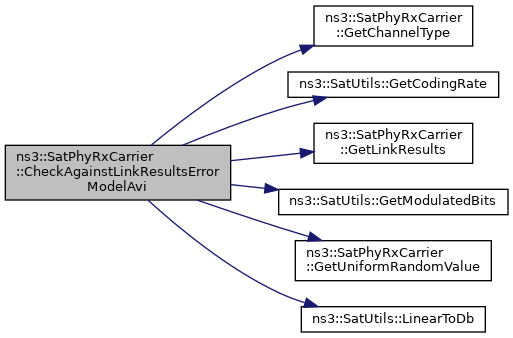 ns3::SatPhyRxCarrier
::CheckAgainstLinkResultsError
ModelAvi
ns3::SatPhyRxCarrier
::GetChannelType
ns3::SatUtils::GetCodingRate
ns3::SatPhyRxCarrier
::GetLinkResults
ns3::SatUtils::GetModulatedBits
ns3::SatPhyRxCarrier
::GetUniformRandomValue
ns3::SatUtils::LinearToDb